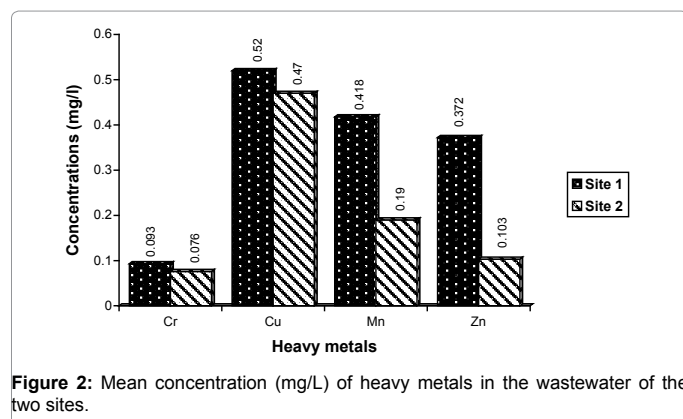 0.6
0.5
0.4
0.3
0.2
0.1
0
Concentrations (mg/l)
0.093
0.076
0.52
0.47
0.418
0.19
0.372
0.103
Cr Cu Mn Zn
Heavy metals
Site 1
Site 2
Figure 2: Mean concentration (mg/L) of heavy metals in the wastewater of the
two sites.